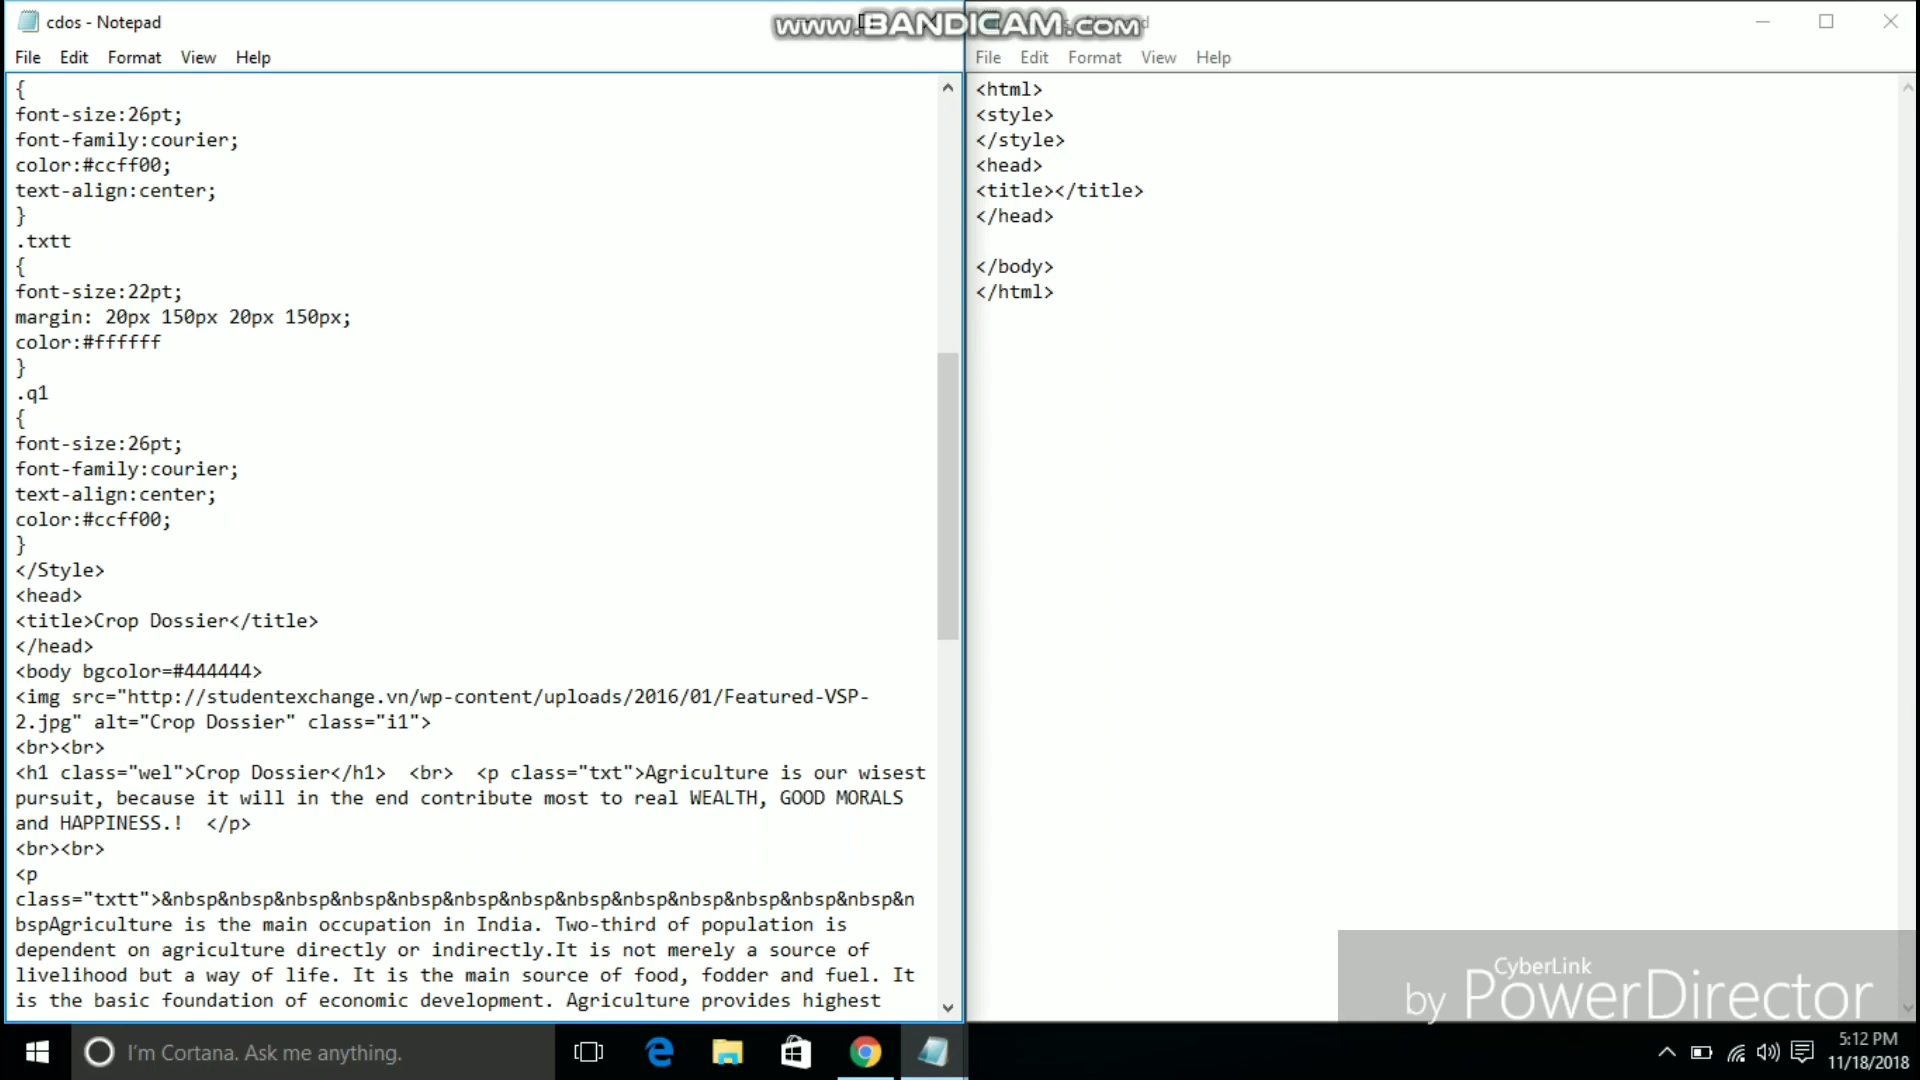 cdos - Notepad
www.BANDICAM.com
File Edit Format View Help
{
font-size:26pt;
font-family:courier;
color:#ccff00;
text-align:center;
}
.txtt
{
font-size:22pt;
margin: 20px 150px 20px 150px;
color:#ffffff
}
.q1
{
font-size:26pt;
font-family:courier;
text-align:center;
color:#ccff00;
}
</Style>
<head>
<title>Crop Dossier</title>
</head>
<body bgcolor=#444444>
<img src="http://studentexchange.vn/wp-content/uploads/2016/01/Featured-VSP-
2.jpg" alt="Crop Dossier" class="i1">
<br><br>
<h1 class="wel">Crop Dossier</h1>  <br>  <p class="txt">Agriculture is our wisest
pursuit, because it will in the end contribute most to real WEALTH, GOOD MORALS
and HAPPINESS.!  </p>
<br><br>
<p
class="txtt">&nbsp&nbsp&nbsp&nbsp&nbsp&nbsp&nbsp&nbsp&nbsp&nbsp&nbsp&nbsp&nbsp&n
bspAgriculture is the main occupation in India. Two-third of population is
dependent on agriculture directly or indirectly.It is not merely a source of
livelihood but a way of life. It is the main source of food, fodder and fuel. It
is the basic foundation of economic development. Agriculture provides highest
File Edit Format View Help
<html>
<style>
</style>
<head>
<title></title>
</head>
</body>
</html>
by CyberLink PowerDirector
I'm Cortana. Ask me anything.
5:12 PM
11/18/2018